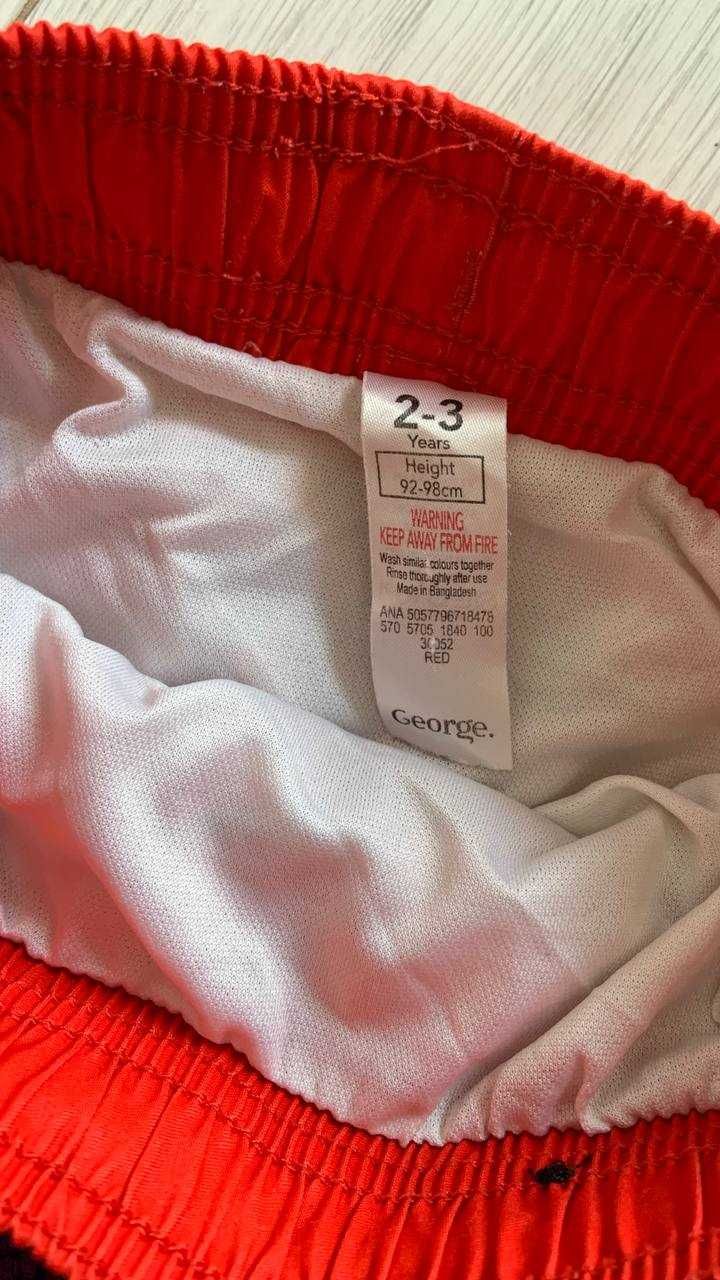 2-3
Years
Height
92-98cm
WARNING
KEEP AWAY FROM FIRE
Wash similar colours together
Rinse thoroughly after use
Made in Bangladesh
ANA 5057796718478
570 5705 1840 100
RED
George.